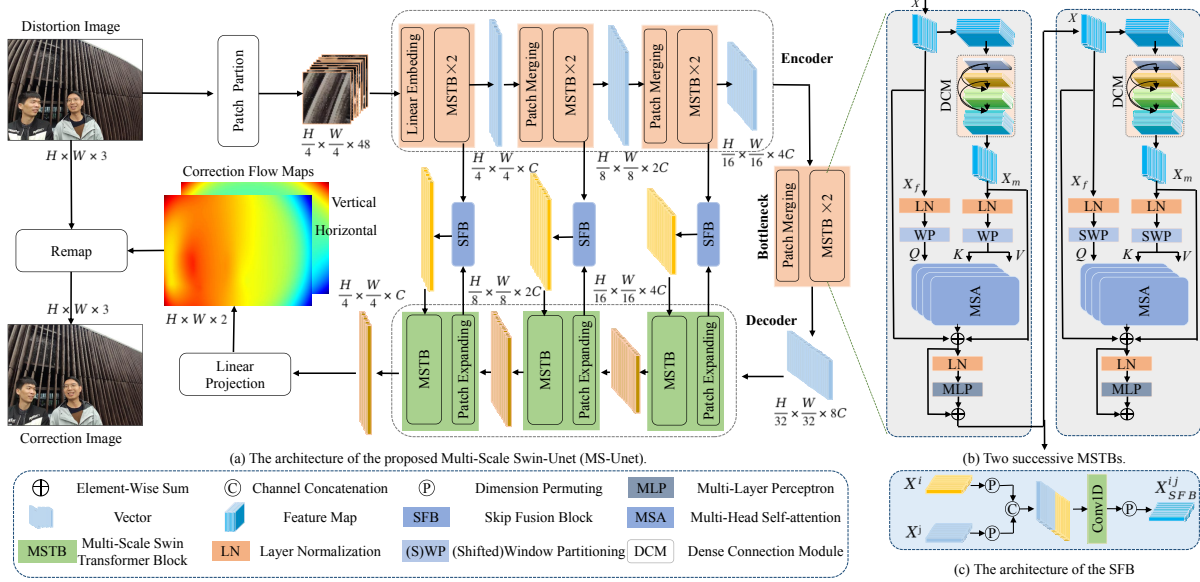 Distortion Image
H × W × 3
Patch Partion
H/4 × W/4 × 48
Linear Embeding
MSTB×2
Patch Merging
MSTB×2
Patch Merging
MSTB×2
Encoder
H/4 × W/4 × C
H/8 × W/8 × 2C
H/16 × W/16 × 4C
Correction Flow Maps
Vertical
Horizontal
Remap
H × W × 3
H × W × 2
SFB
SFB
SFB
Bottleneck
Patch Merging
MSTB×2
H/4 × W/4 × C
H/8 × W/8 × 2C
H/16 × W/16 × 4C
Decoder
MSTB
Patch Expanding
MSTB
Patch Expanding
MSTB
Patch Expanding
H/32 × W/32 × 8C
Linear
Projection
Correction Image
(a) The architecture of the proposed Multi-Scale Swin-Unet (MS-Unet).
X
DCM
X_f
X_m
LN
LN
WP
WP
Q
K
V
MSA
LN
MLP
X
DCM
X_f
X_m
LN
LN
SWP
SWP
Q
K
V
MSA
LN
MLP
(b) Two successive MSTBs.
Element-Wise Sum
C Channel Concatenation
P Dimension Permuting
MLP Multi-Layer Perceptron
Vector
Feature Map
SFB Skip Fusion Block
MSA Multi-Head Self-attention
MSTB Multi-Scale Swin
Transformer Block
LN Layer Normalization
(S)WP (Shifted)Window Partitioning
DCM Dense Connection Module
X^i
P
C
X^j
P
Conv1D
P
X^{ij}_{SFB}
(c) The architecture of the SFB